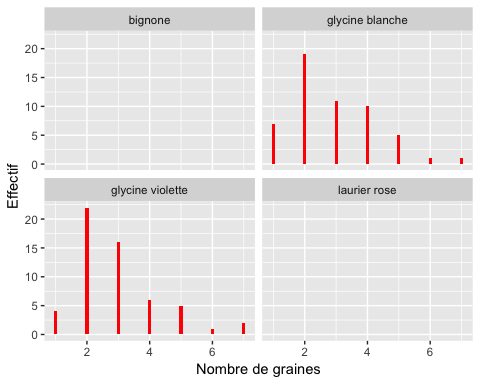 bignone
glycine blanche
20
15
10
5
0
glycine violette
laurier rose
20
15
10
5
0
2
4
6
2
4
6
Effectif
Nombre de graines